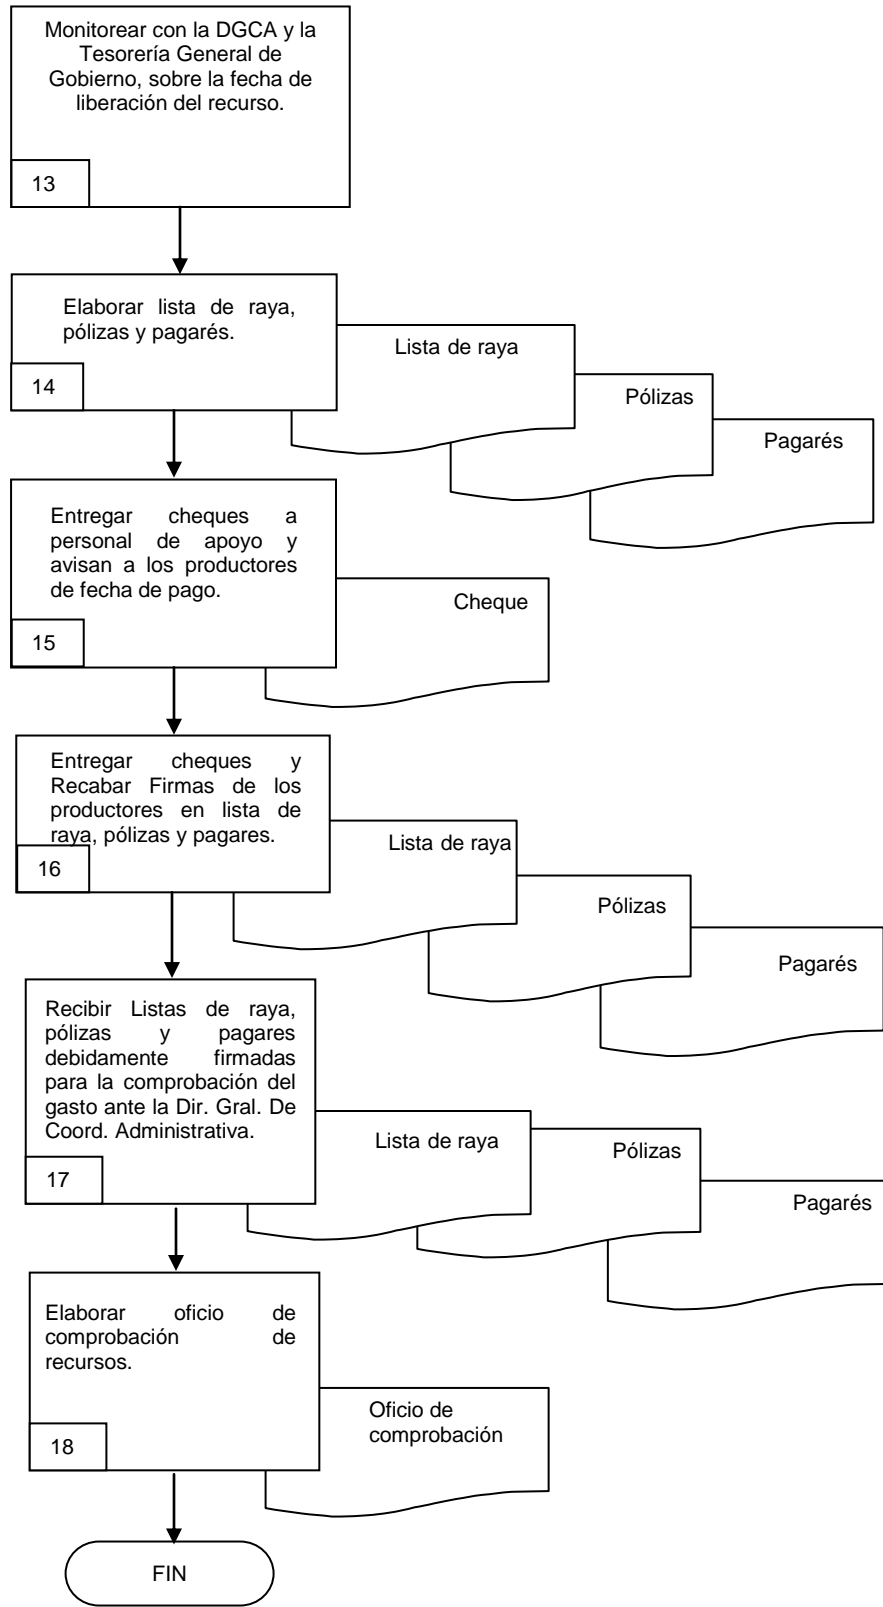 Monitorear con la DGCA y la
Tesorería General de
Gobierno, sobre la fecha de
liberación del recurso.
13
Elaborar lista de raya,
pólizas y pagarés.
14
Lista de raya
Pólizas
Pagarés
Entregar cheques a
personal de apoyo y
avisan a los productores
de fecha de pago.
15
Cheque
Entregar cheques y
Recabar Firmas de los
productores en lista de
raya, pólizas y pagares.
16
Lista de raya
Pólizas
Pagarés
Recibir Listas de raya,
pólizas y pagares
debidamente firmadas
para la comprobación del
gasto ante la Dir. Gral. De
Coord. Administrativa.
17
Lista de raya
Pólizas
Pagarés
Elaborar oficio de
comprobación de
recursos.
18
Oficio de
comprobación
FIN